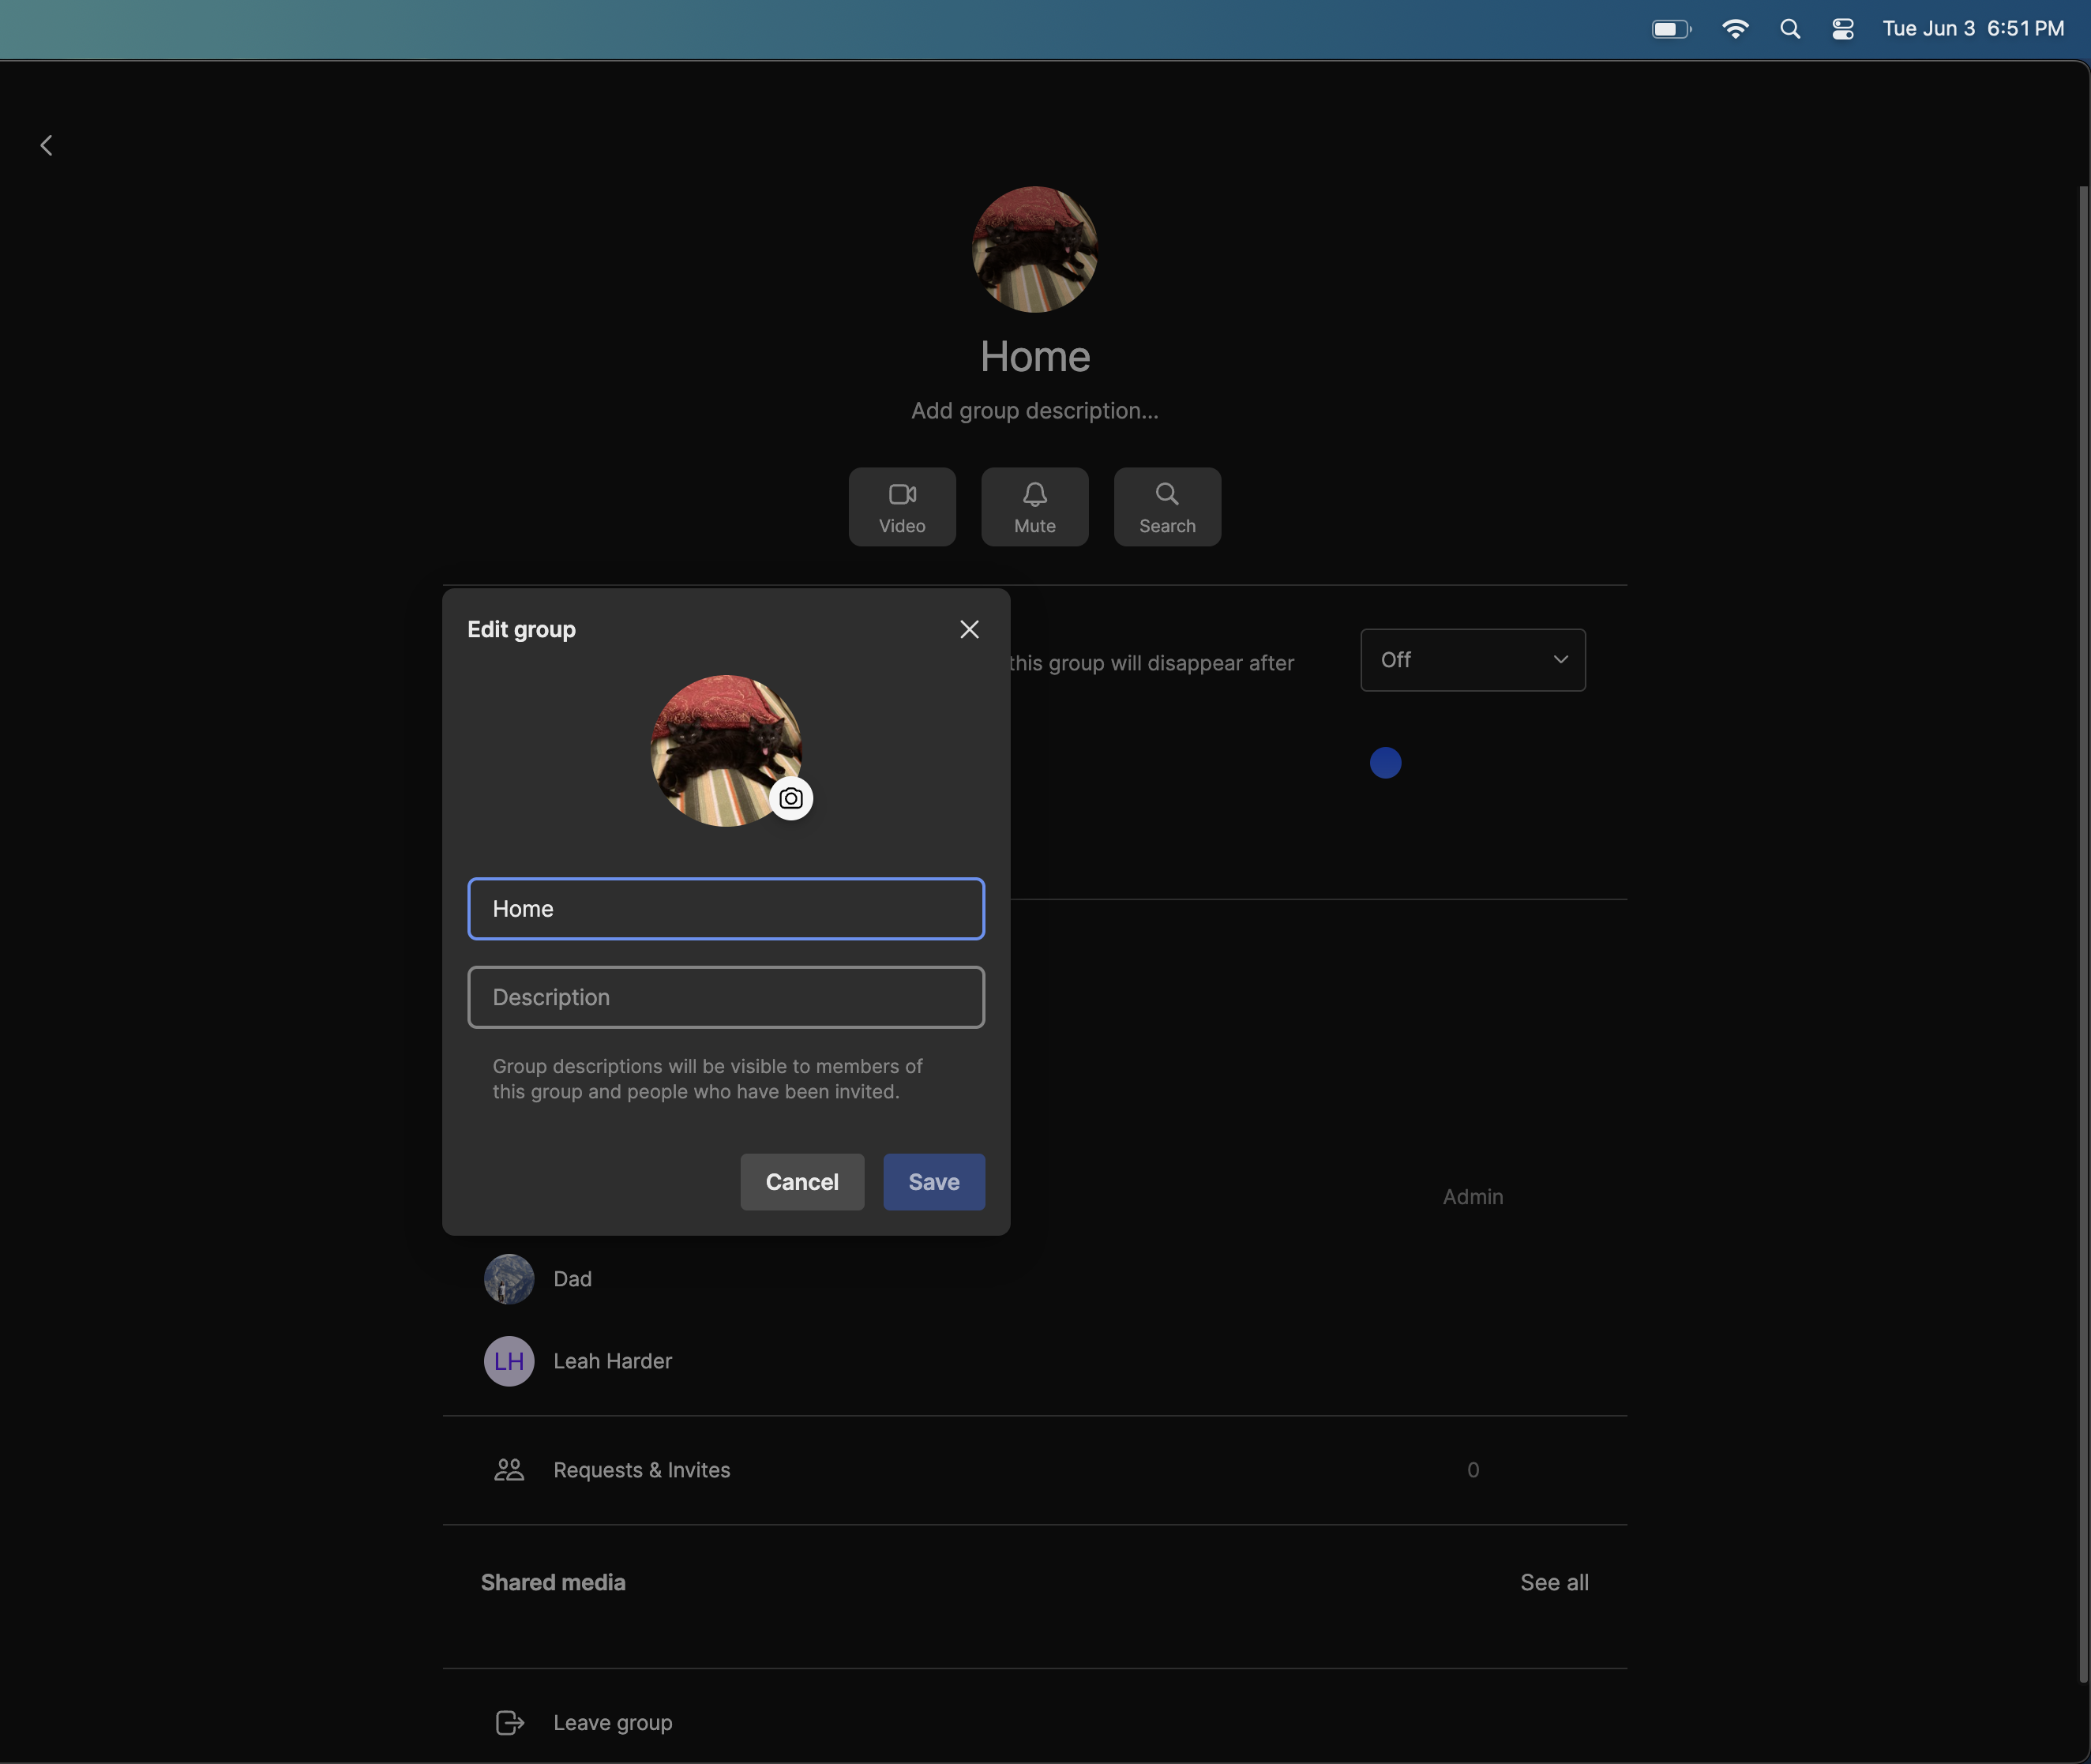 Tue Jun 3 6:51 PM
Home
Add group description...
Video
Mute
Search
Edit group
this group will disappear after
Off
Home
Description
Group descriptions will be visible to members of
this group and people who have been invited.
Cancel
Save
Admin
Dad
LH
Leah Harder
Requests & Invites
0
Shared media
See all
Leave group